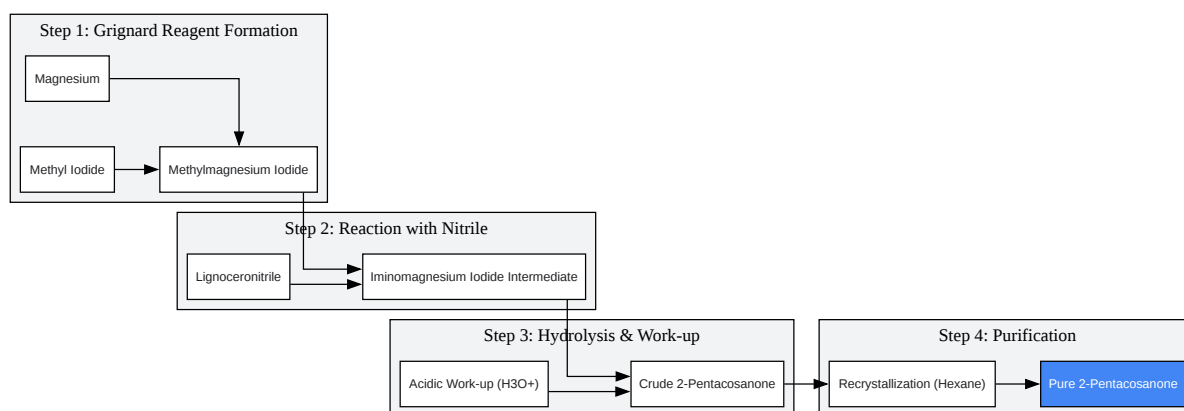 Step 1: Grignard Reagent Formation
Magnesium
Methyl Iodide
Methylmagnesium Iodide
Step 2: Reaction with Nitrile
Lignoceronitrile
Iminomagnesium Iodide Intermediate
Step 3: Hydrolysis & Work-up
Acidic Work-up (H3O+)
Crude 2-Pentacosanone
Step 4: Purification
Recrystallization (Hexane)
Pure 2-Pentacosanone